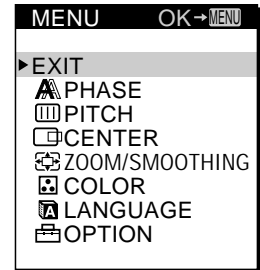 MENU OK→MENU
EXIT
PHASE
PITCH
CENTER
ZOOM/SMOOTHING
COLOR
LANGUAGE
OPTION